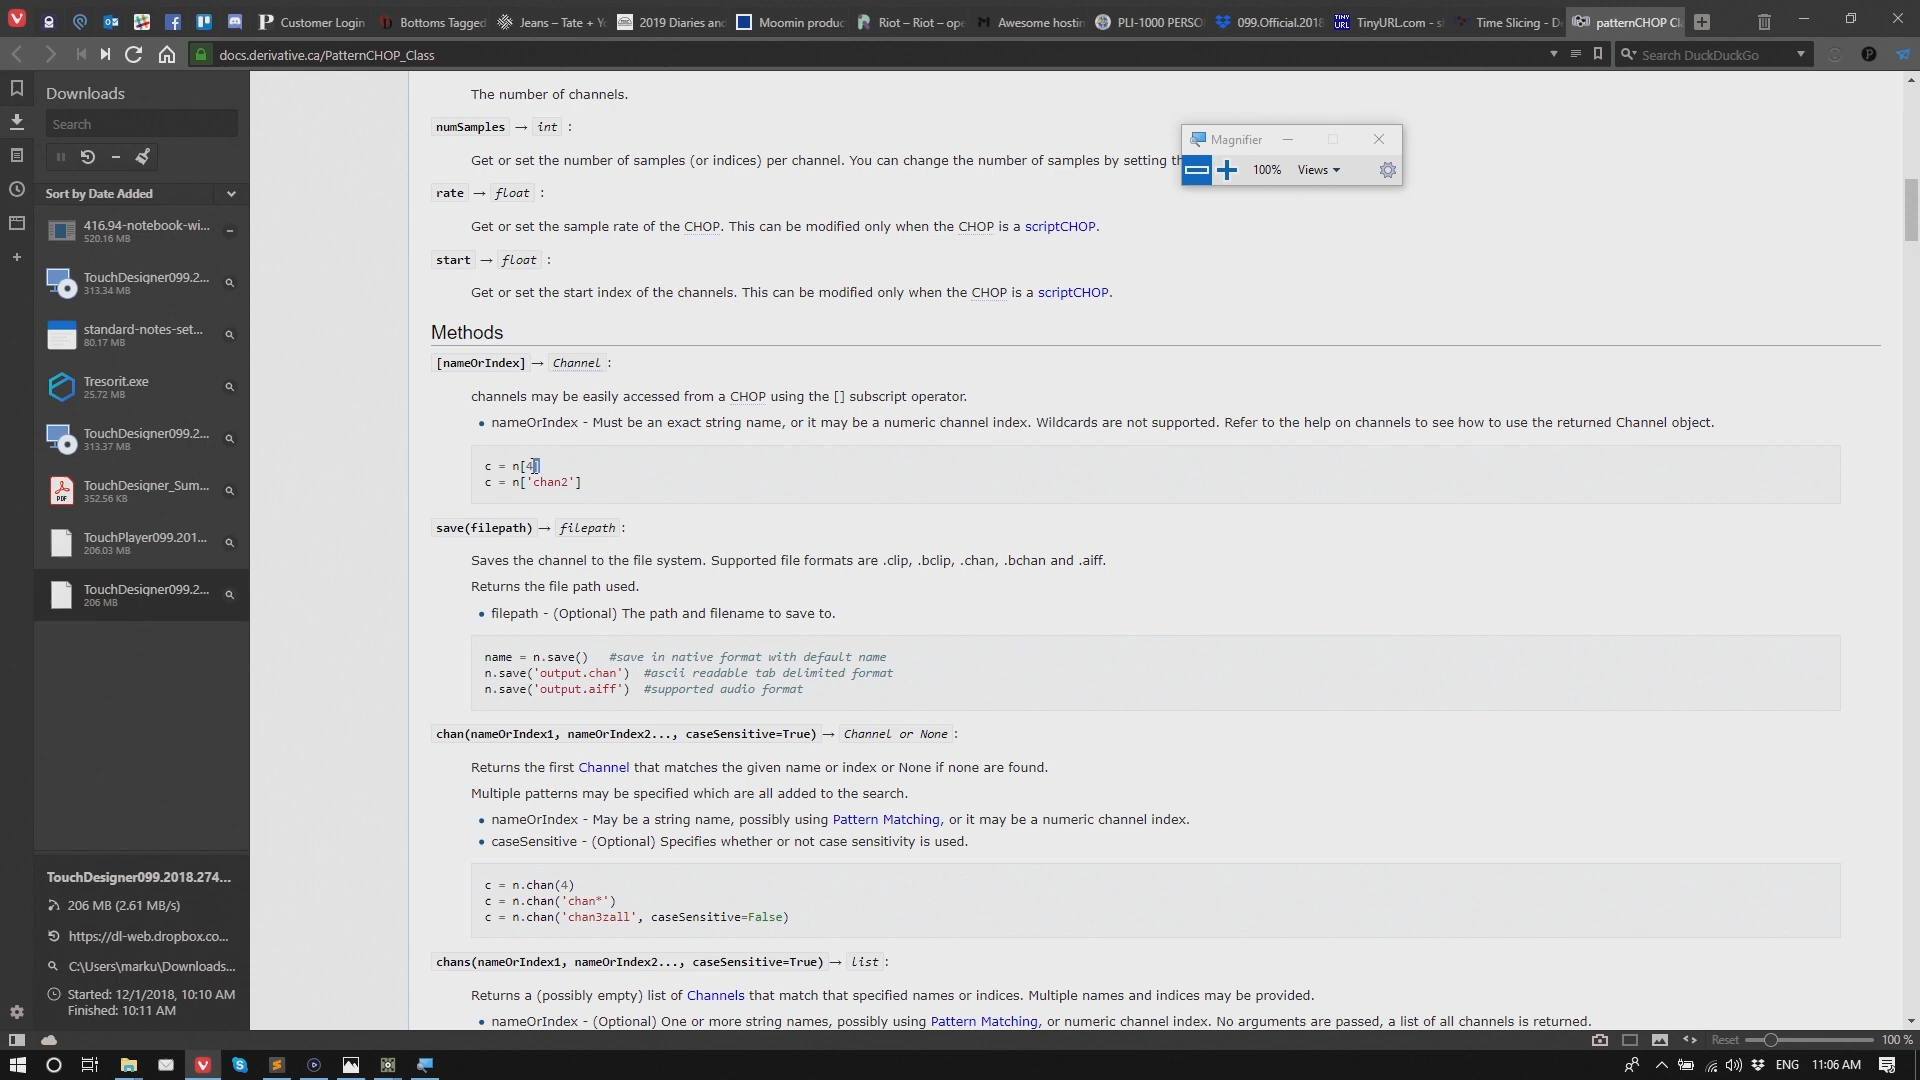 Customer Login
Bottoms Tagged
Jeans – Tate + Yo
2019 Diaries and
Moomin produc
Riot – Riot – ope
Awesome hostin
PLI-1000 PERSO
099.Official.2018
TinyURL.com - s
Time Slicing - D
patternCHOP Cl
docs.derivative.ca/PatternCHOP_Class
Search DuckDuckGo
Downloads
Search
Sort by Date Added
416.94-notebook-wi...
520.16 MB
TouchDesigner099.2...
313.34 MB
standard-notes-set...
80.17 MB
Tresorit.exe
25.72 MB
TouchDesigner099.2...
313.37 MB
TouchDesigner_Sum...
352.56 KB
TouchPlayer099.201...
206.03 MB
TouchDesigner099.2...
206 MB
TouchDesigner099.2018.274...
206 MB (2.61 MB/s)
https://dl-web.dropbox.co...
C:\Users\marku\Downloads...
Started: 12/1/2018, 10:10 AM
Finished: 10:11 AM
The number of channels.
numSamples → int :
Get or set the number of samples (or indices) per channel. You can change the number of samples by setting th
Magnifier
100%
Views
rate → float :
Get or set the sample rate of the CHOP. This can be modified only when the CHOP is a scriptCHOP.
start → float :
Get or set the start index of the channels. This can be modified only when the CHOP is a scriptCHOP.
Methods
[nameOrIndex] → Channel :
channels may be easily accessed from a CHOP using the [] subscript operator.
• nameOrIndex - Must be an exact string name, or it may be a numeric channel index. Wildcards are not supported. Refer to the help on channels to see how to use the returned Channel object.
c = n[4]
c = n['chan2']
save(filepath) → filepath:
Saves the channel to the file system. Supported file formats are .clip, .bclip, .chan, .bchan and .aiff.
Returns the file path used.
• filepath - (Optional) The path and filename to save to.
name = n.save() #save in native format with default name
n.save('output.chan') #ascii readable tab delimited format
n.save('output.aiff') #supported audio format
chan(nameOrIndex1, nameOrIndex2..., caseSensitive=True) → Channel or None :
Returns the first Channel that matches the given name or index or None if none are found.
Multiple patterns may be specified which are all added to the search.
• nameOrIndex - May be a string name, possibly using Pattern Matching, or it may be a numeric channel index.
• caseSensitive - (Optional) Specifies whether or not case sensitivity is used.
c = n.chan(4)
c = n.chan('chan*')
c = n.chan('chan3zall', caseSensitive=False)
chans(nameOrIndex1, nameOrIndex2..., caseSensitive=True) → list :
Returns a (possibly empty) list of Channels that match that specified names or indices. Multiple names and indices may be provided.
• nameOrIndex - (Optional) One or more string names, possibly using Pattern Matching, or numeric channel index. No arguments are passed, a list of all channels is returned.
Reset
100 %
ENG
11:06 AM